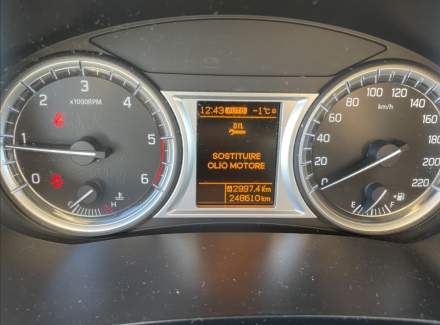 12:43 -1°C
OIL
SOSTITUIRE
OLIO MOTORE
2997.4 km
248610 km
x1000RPM
0 1 2 3 4 5 6
H
km/h
0 20 40 60 80 100 120 140 160 180 200 220
E F